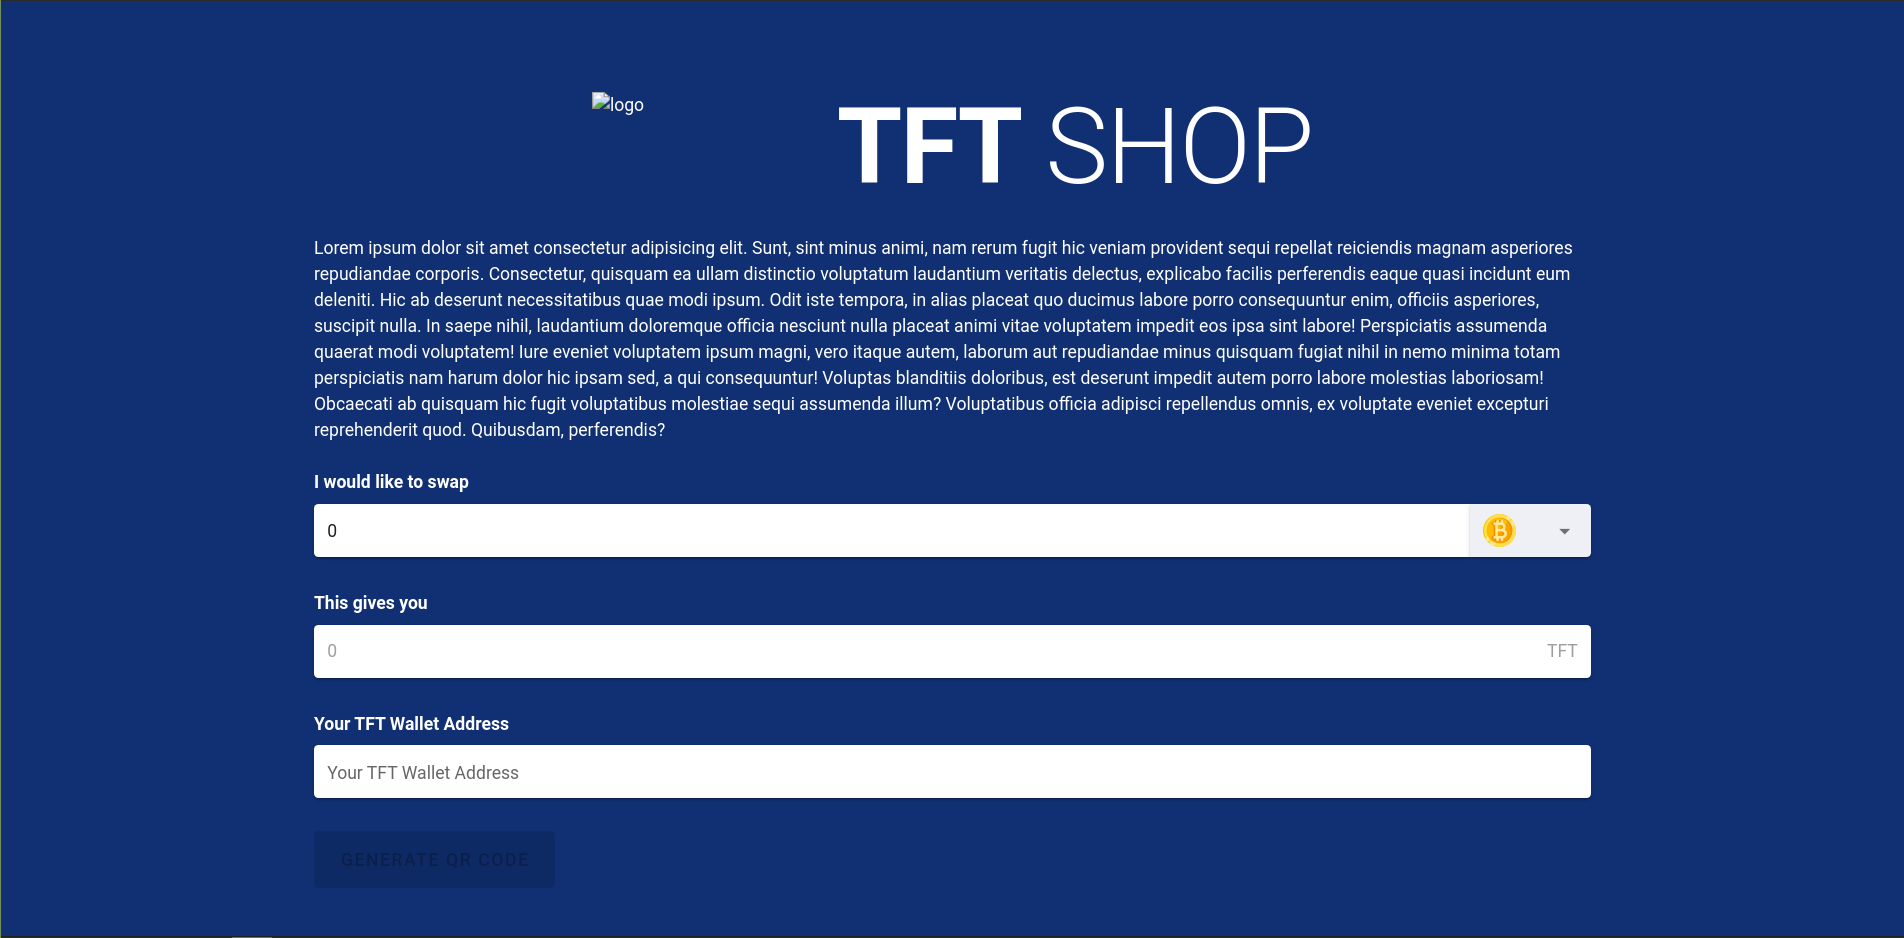 logo
TFT SHOP
Lorem ipsum dolor sit amet consectetur adipisicing elit. Sunt, sint minus animi, nam rerum fugit hic veniam provident sequi repellat reiciendis magnam asperiores
repudiandae corporis. Consectetur, quisquam ea ullam distinctio voluptatum laudantium veritatis delectus, explicabo facilis perferendis eaque quasi incidunt eum
deleniti. Hic ab deserunt necessitatibus quae modi ipsum. Odit iste tempora, in alias placeat quo ducimus labore porro consequuntur enim, officiis asperiores,
suscipit nulla. In saepe nihil, laudantium doloremque officia nesciunt nulla placeat animi vitae voluptatem impedit eos ipsa sint labore! Perspiciatis assumenda
quaerat modi voluptatem! Iure eveniet voluptatem ipsum magni, vero itaque autem, laborum aut repudiandae minus quisquam fugiat nihil in nemo minima totam
perspiciatis nam harum dolor hic ipsam sed, a qui consequuntur! Voluptas blanditiis doloribus, est deserunt impedit autem porro labore molestias laboriosam!
Obcaecati ab quisquam hic fugit voluptatibus molestiae sequi assumenda illum? Voluptatibus officia adipisci repellendus omnis, ex voluptate eveniet excepturi
reprehenderit quod. Quibusdam, perferendis?
I would like to swap
0
This gives you
0 TFT
Your TFT Wallet Address
Your TFT Wallet Address
GENERATE QR CODE